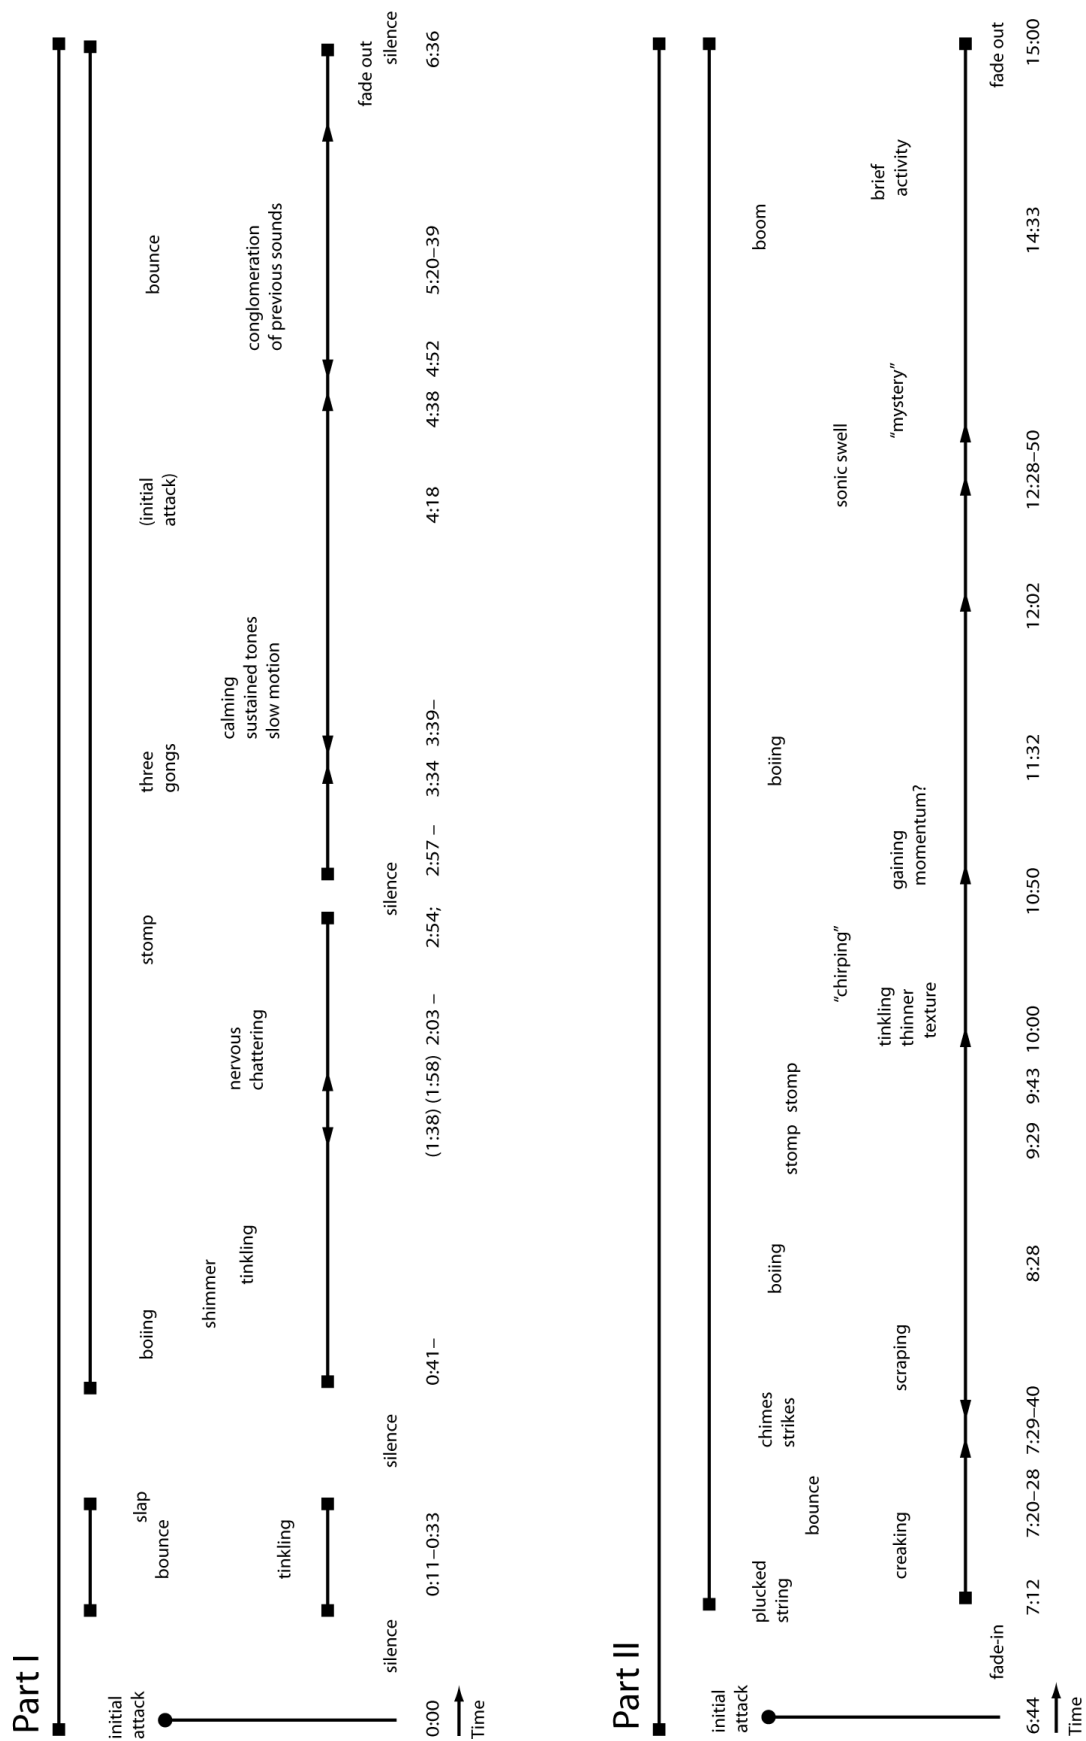 Part I
initial
attack
slap
bounce
boiing
stomp
three
gongs
(initial
attack)
bounce
tinkling
shimmer
tinkling
nervous
chattering
calming
sustained tones
slow motion
conglomeration
of previous sounds
silence
silence
silence
fade out
silence
0:00
0:11–0:33
0:41–
(1:38) (1:58)
2:03 –
2:54;
2:57 –
3:34
3:39–
4:18
4:38
4:52
5:20–39
6:36
Time
Part II
initial
attack
plucked
string
bounce
chimes
strikes
boiing
stomp
stomp
boiing
boom
“chirping”
sonic swell
creaking
scraping
tinkling
thinner
texture
gaining
momentum?
“mystery”
brief
activity
fade-in
fade out
6:44
7:12
7:20–28
7:29–40
8:28
9:29
9:43
10:00
10:50
11:32
12:02
12:28–50
14:33
15:00
Time